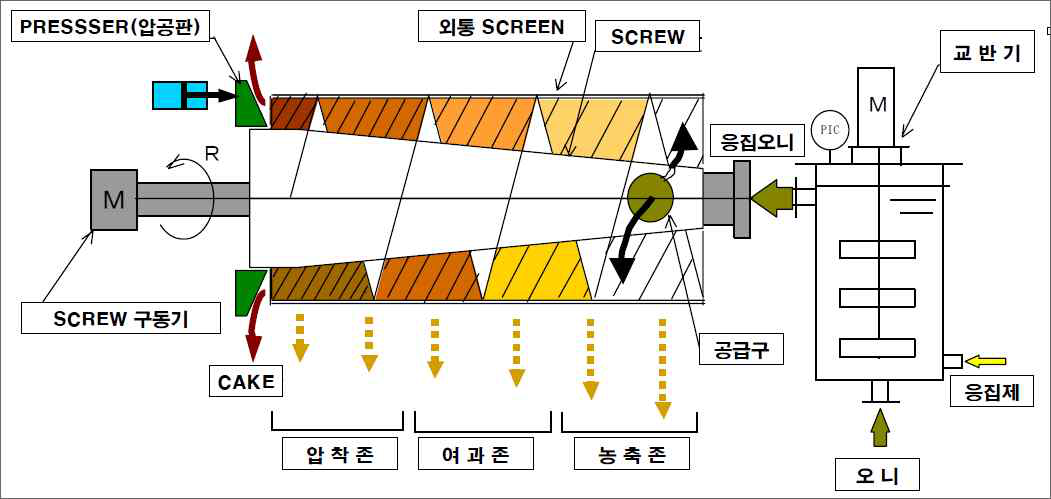 PRESSSER(압공판)
외통 SCREEN
SCREW
교 반 기
M
PIC
응집오니
R
M
SCREW 구동기
CAKE
공급구
응집제
압 착 존
여 과 존
농 축 존
오 니